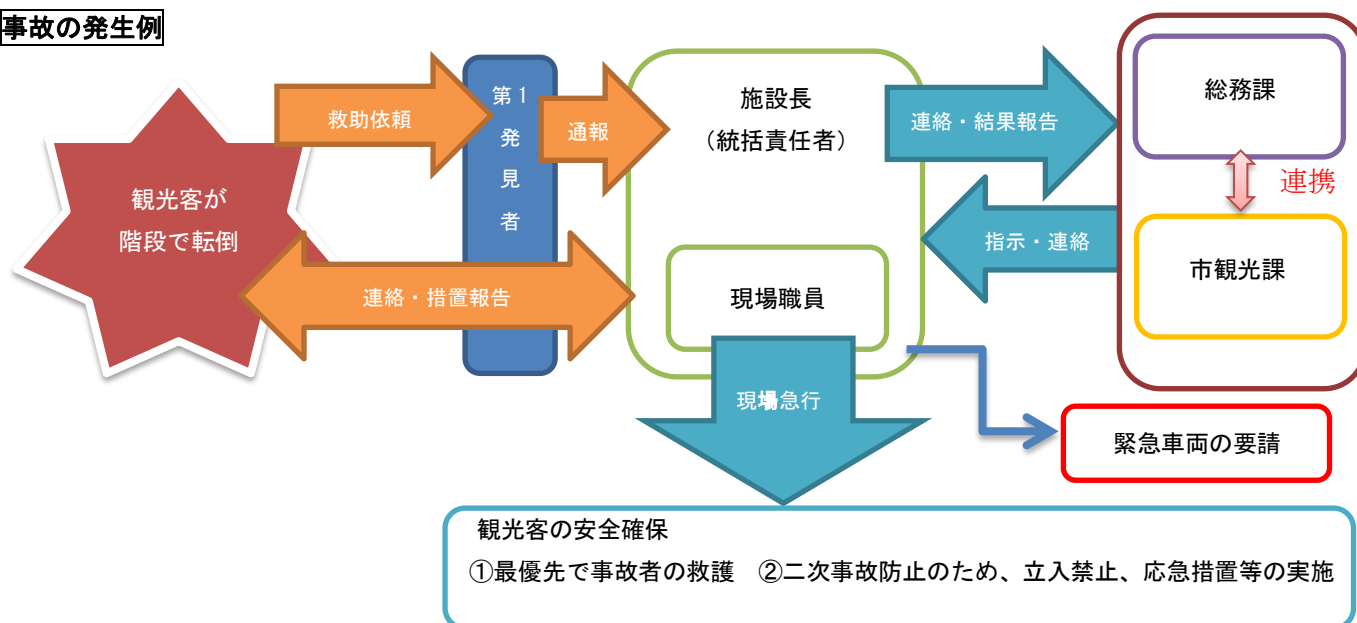 事故の発生例
観光客が
階段で転倒
救助依頼
第1
発
見
者
通報
連絡・措置報告
施設長
（統括責任者）
現場職員
連絡・結果報告
指示・連絡
総務課
連携
市観光課
現場急行
緊急車両の要請
観光客の安全確保
①最優先で事故者の救護　②二次事故防止のため、立入禁止、応急措置等の実施